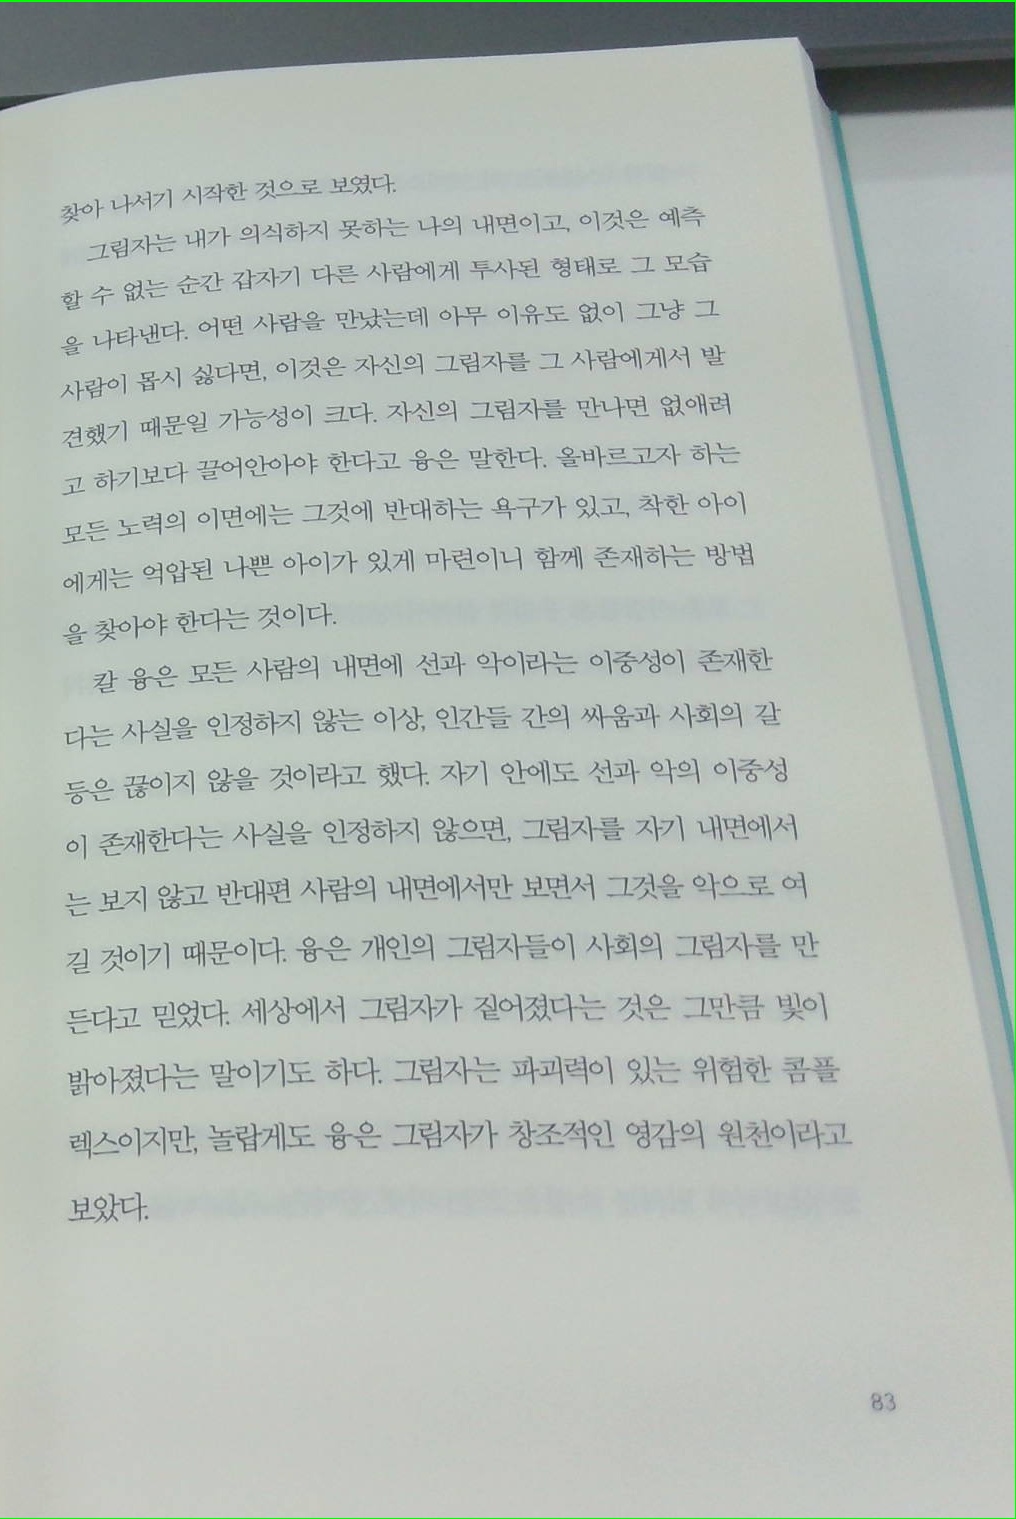 찾아 나서기 시작한 것으로 보였다.
그림자는 내가 의식하지 못하는 나의 내면이고, 이것은 예측
할 수 없는 순간 갑자기 다른 사람에게 투사된 형태로 그 모습
을 나타낸다. 어떤 사람을 만났는데 아무 이유도 없이 그냥 그
사람이 몹시 싫다면, 이것은 자신의 그림자를 그 사람에게서 발
견했기 때문일 가능성이 크다. 자신의 그림자를 만나면 없애려
고 하기보다 끌어안아야 한다고 융은 말한다. 올바르고자 하는
모든 노력의 이면에는 그것에 반대하는 욕구가 있고, 착한 아이
에게는 억압된 나쁜 아이가 있게 마련이니 함께 존재하는 방법
을 찾아야 한다는 것이다.
칼 융은 모든 사람의 내면에 선과 악이라는 이중성이 존재한
다는 사실을 인정하지 않는 이상, 인간들 간의 싸움과 사회의 갈
등은 끊이지 않을 것이라고 했다. 자기 안에도 선과 악의 이중성
이 존재한다는 사실을 인정하지 않으면, 그림자를 자기 내면에서
는 보지 않고 반대편 사람의 내면에서만 보면서 그것을 악으로 여
길 것이기 때문이다. 융은 개인의 그림자들이 사회의 그림자를 만
든다고 믿었다. 세상에서 그림자가 짙어졌다는 것은 그만큼 빛이
밝아졌다는 말이기도 하다. 그림자는 파괴력이 있는 위험한 콤플
렉스이지만, 놀랍게도 융은 그림자가 창조적인 영감의 원천이라고
보았다.
83